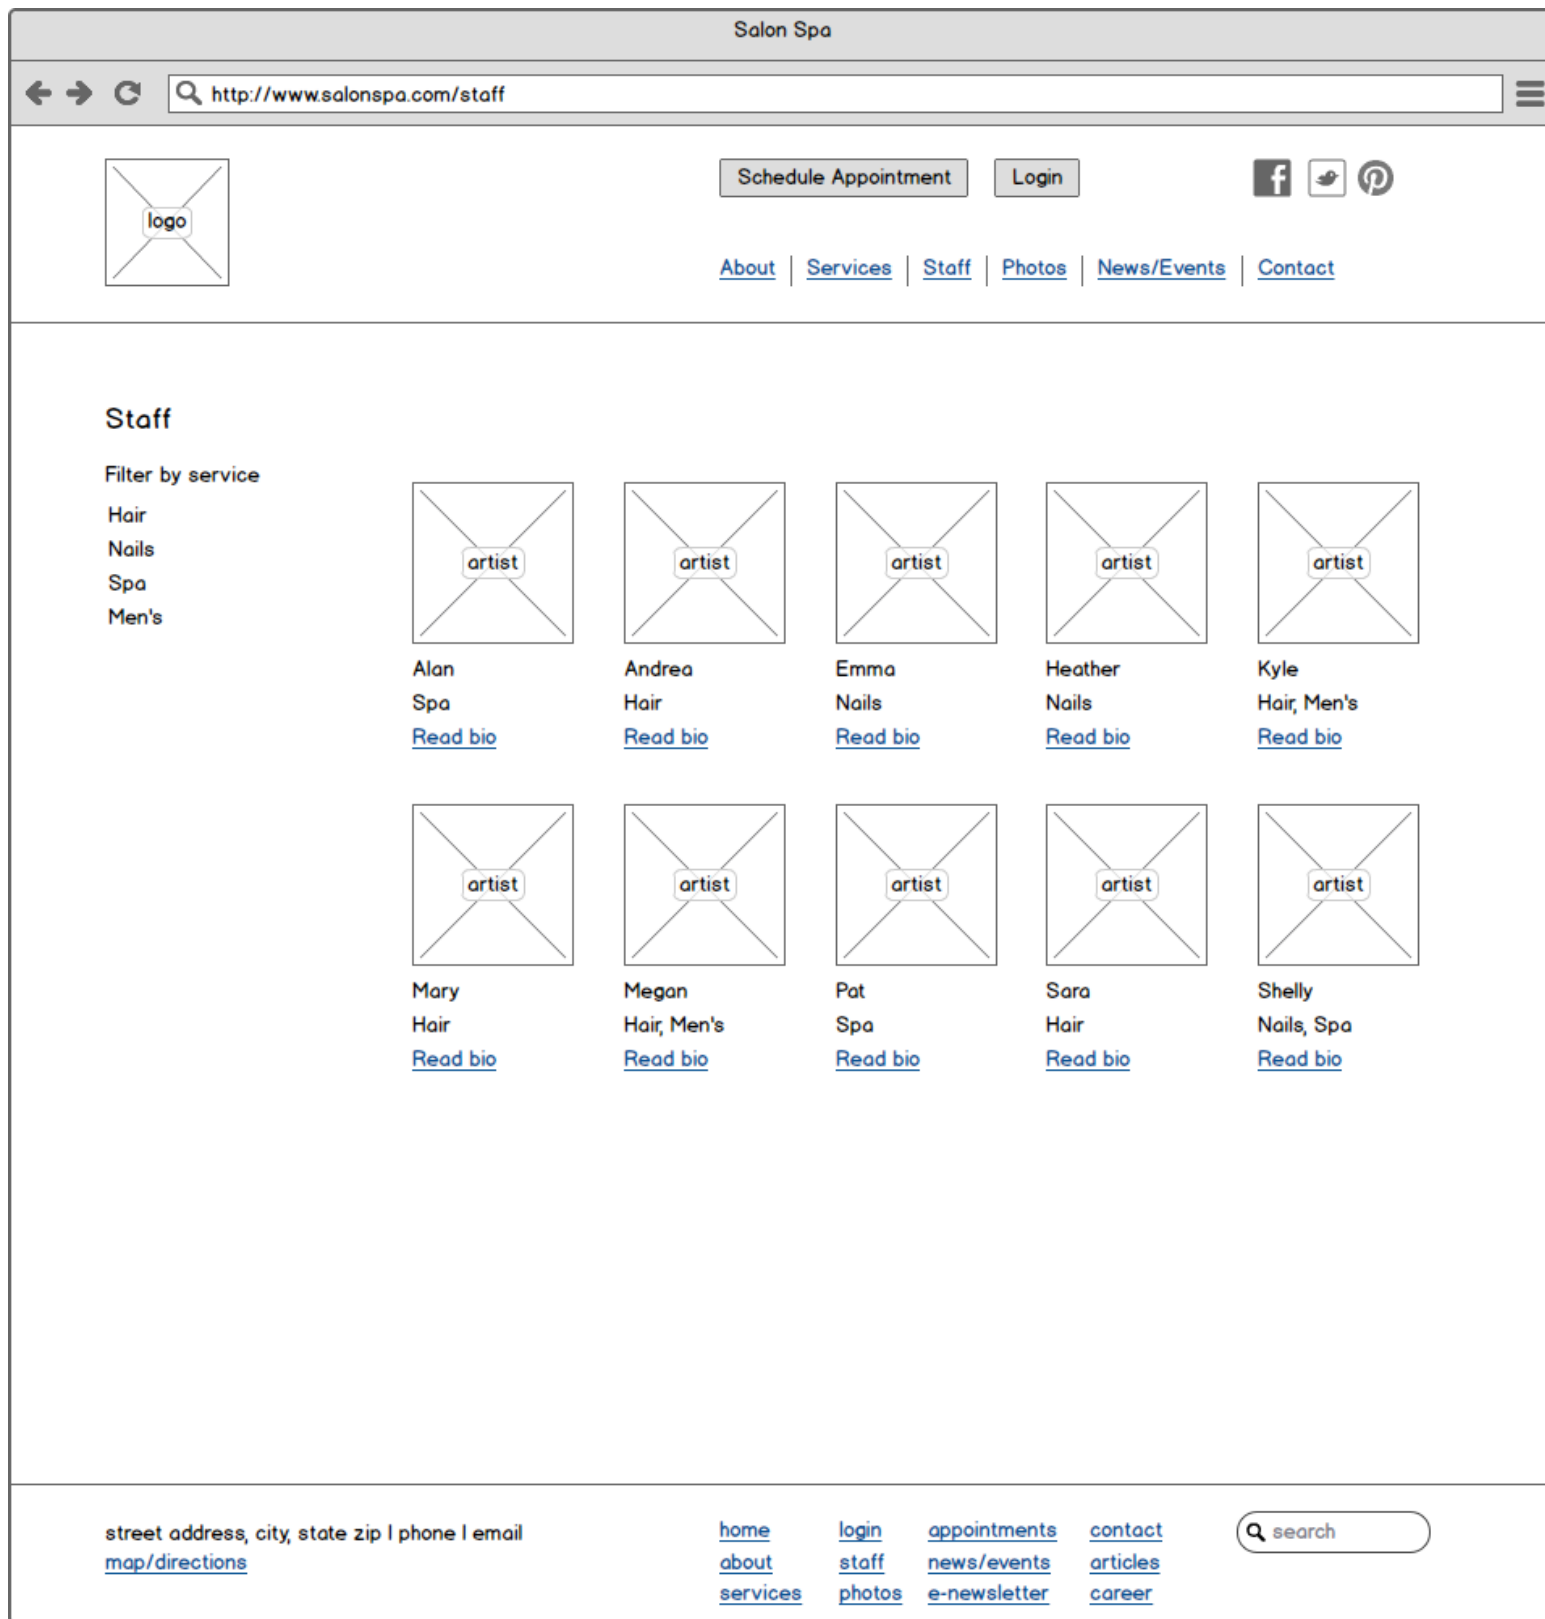 Salon Spa
http://www.salonspa.com/staff
logo
Schedule Appointment Login
About Services Staff Photos News/Events Contact
Staff
Filter by service
Hair
Nails
Spa
Men's
artist artist artist artist artist
Alan Andrea Emma Heather Kyle
Spa Hair Nails Nails Hair, Men's
Read bio Read bio Read bio Read bio Read bio
artist artist artist artist artist
Mary Megan Pat Sara Shelly
Hair Hair, Men's Spa Hair Nails, Spa
Read bio Read bio Read bio Read bio Read bio
street address, city, state zip | phone | email
map/directions
home login appointments contact
about staff news/events articles
services photos e-newsletter career
search